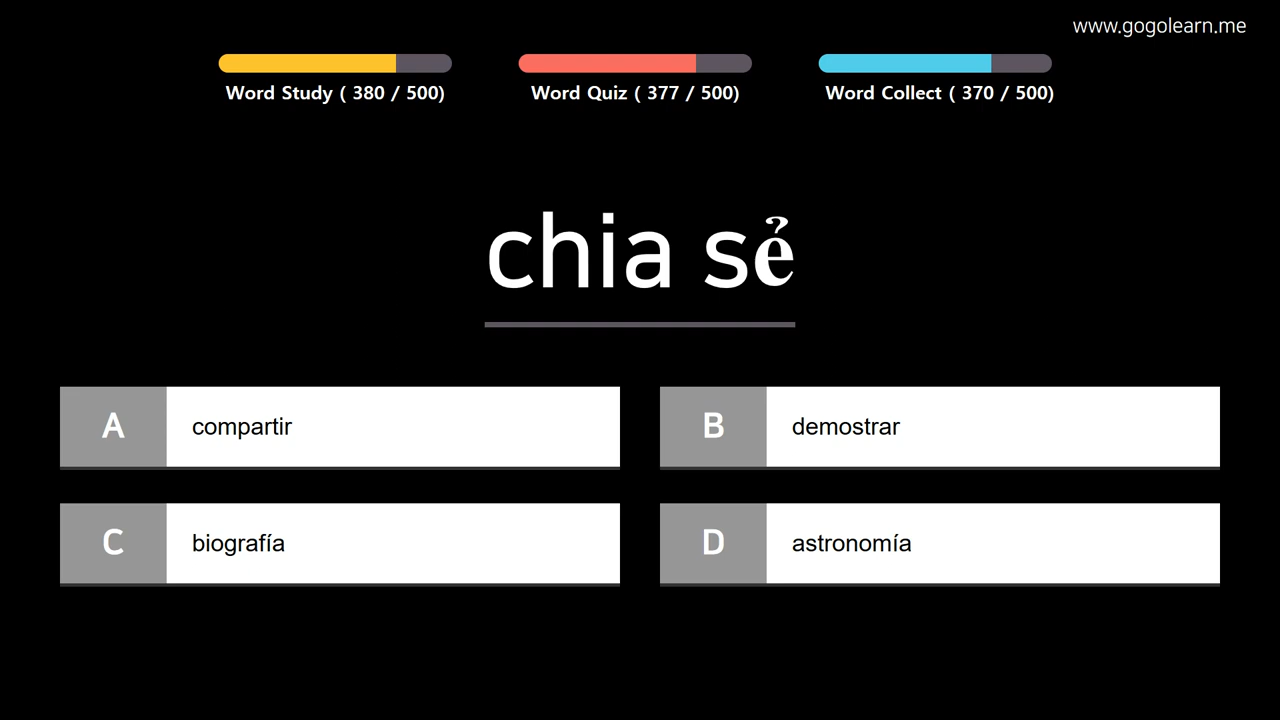 www.gogolearn.me
Word Study ( 380 / 500)
Word Quiz ( 377 / 500)
Word Collect ( 370 / 500)
chia sẻ
A compartir
B demostrar
C biografía
D astronomía